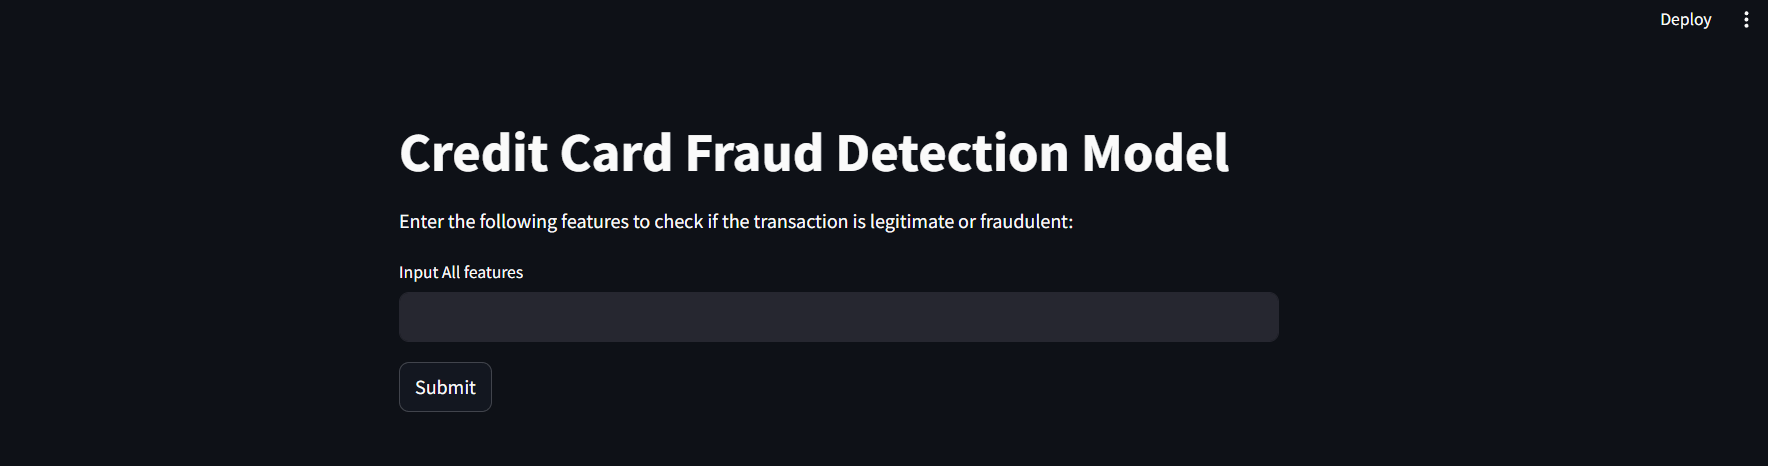 Deploy
Credit Card Fraud Detection Model
Enter the following features to check if the transaction is legitimate or fraudulent:
Input All features
Submit